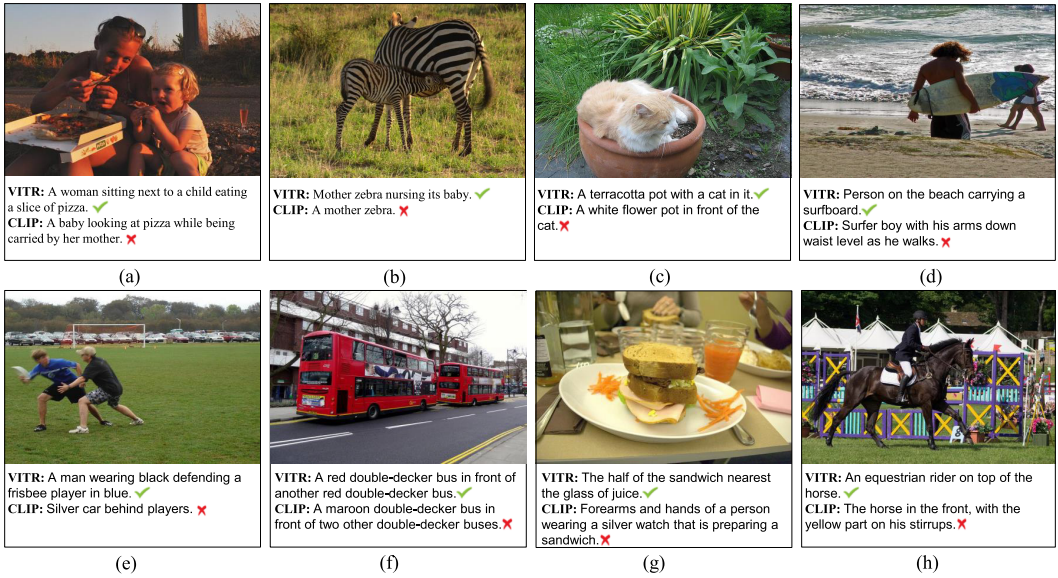 VITR: A woman sitting next to a child eating
a slice of pizza.
CLIP: A baby looking at pizza while being
carried by her mother.
(a)
VITR: Mother zebra nursing its baby.
CLIP: A mother zebra.
(b)
VITR: A terracotta pot with a cat in it.
CLIP: A white flower pot in front of the
cat.
(c)
VITR: Person on the beach carrying a
surfboard.
CLIP: Surfer boy with his arms down
waist level as he walks.
(d)
VITR: A man wearing black defending a
frisbee player in blue.
CLIP: Silver car behind players.
(e)
VITR: A red double-decker bus in front of
another red double-decker bus.
CLIP: A maroon double-decker bus in
front of two other double-decker buses.
(f)
VITR: The half of the sandwich nearest
the glass of juice.
CLIP: Forearms and hands of a person
wearing a silver watch that is preparing a
sandwich.
(g)
VITR: An equestrian rider on top of the
horse.
CLIP: The horse in the front, with the
yellow part on his stirrups.
(h)